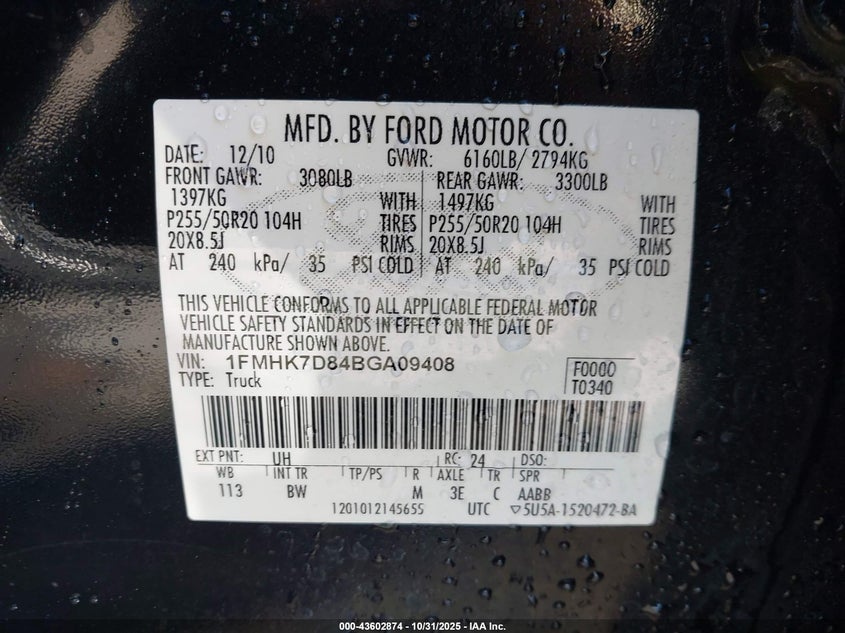 MFD. BY FORD MOTOR CO.
DATE: 12/10 GVWR: 6160LB/ 2794KG
FRONT GAWR: 3080LB REAR GAWR: 3300LB
1397KG WITH 1497KG WITH
P255/50R20 104H TIRES P255/50R20 104H TIRES
20X8.5J RIMS 20X8.5J RIMS
AT 240 kPa/ 35 PSI COLD AT 240 kPa/ 35 PSI COLD
THIS VEHICLE CONFORMS TO ALL APPLICABLE FEDERAL MOTOR
VEHICLE SAFETY STANDARDS IN EFFECT ON THE DATE OF
MANUFACTURE SHOWN ABOVE.
VIN: 1FMHK7D84BGA09408 F0000
TYPE: Truck T0340
EXT PNT: UH RC: 24 DSO:
WB INT TR TP/PS R AXLE TR SPR
113 BW M 3E C AABB
12010121456SS UTC ▽5U5A-1520472-BA
000-43602874 | 10/31/2025 - IAA Inc.